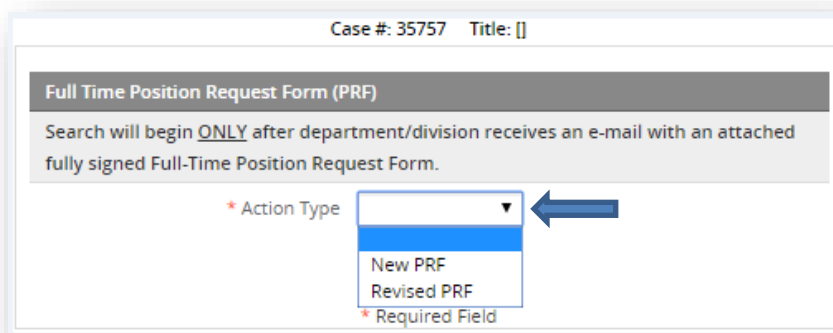 Case #: 35757 Title: []
Full Time Position Request Form (PRF)
Search will begin ONLY after department/division receives an e-mail with an attached
fully signed Full-Time Position Request Form.
* Action Type
New PRF
Revised PRF
* Required Field